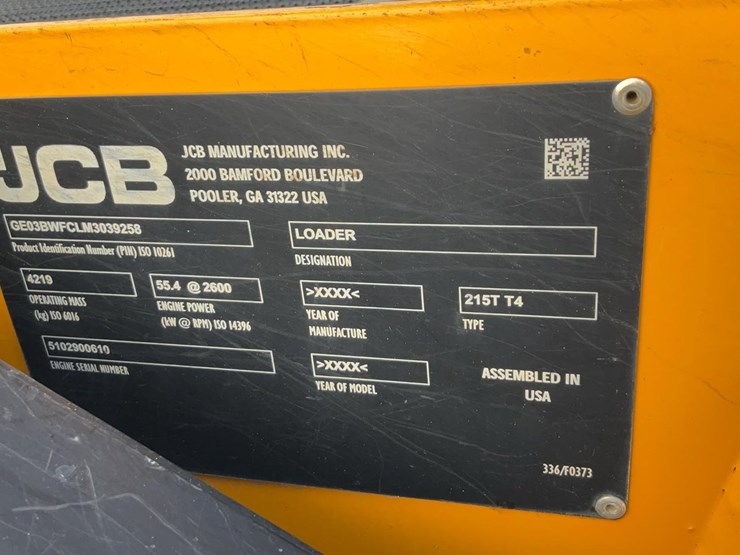 JCB
JCB MANUFACTURING INC.
2000 BAMFORD BOULEVARD
POOLER, GA 31322 USA
GE03BWFCLM3039258
Product Identification Number (PIN) ISO 10261
LOADER
DESIGNATION
4219
OPERATING MASS
(kg) ISO 6016
55.4 @ 2600
ENGINE POWER
(kW @ RPM) ISO 14396
>XXXX<
YEAR OF
MANUFACTURE
215T T4
TYPE
5102900610
ENGINE SERIAL NUMBER
>XXXX<
YEAR OF MODEL
ASSEMBLED IN
USA
336/F0373